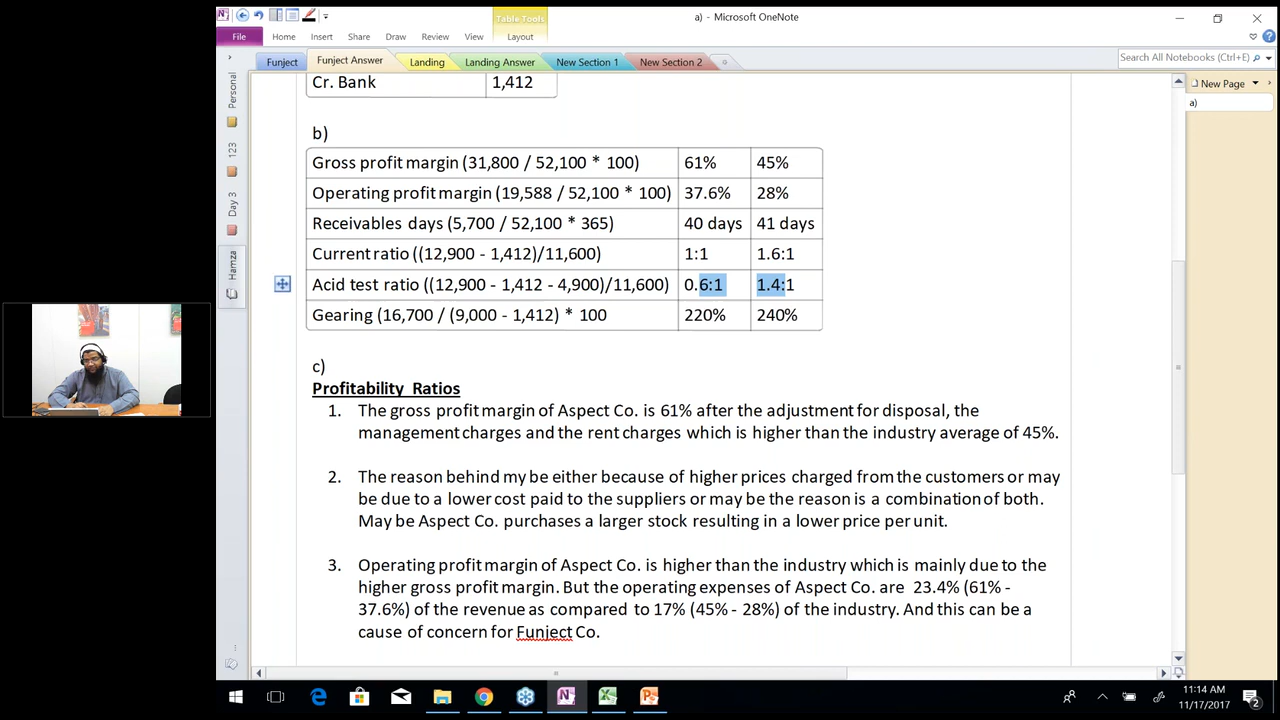 a) - Microsoft OneNote
Table Tools
File Home Insert Share Draw Review View Layout
Funject Funject Answer Landing Landing Answer New Section 1 New Section 2
Search All Notebooks (Ctrl+E)
New Page
a)
Personal
123
Day 3
Hamza
Cr. Bank 1,412
b)
Gross profit margin (31,800 / 52,100 * 100) 61% 45%
Operating profit margin (19,588 / 52,100 * 100) 37.6% 28%
Receivables days (5,700 / 52,100 * 365) 40 days 41 days
Current ratio ((12,900 - 1,412)/11,600) 1:1 1.6:1
Acid test ratio ((12,900 - 1,412 - 4,900)/11,600) 0.6:1 1.4:1
Gearing (16,700 / (9,000 - 1,412) * 100 220% 240%
c)
Profitability Ratios
1. The gross profit margin of Aspect Co. is 61% after the adjustment for disposal, the
management charges and the rent charges which is higher than the industry average of 45%.
2. The reason behind my be either because of higher prices charged from the customers or may
be due to a lower cost paid to the suppliers or may be the reason is a combination of both.
May be Aspect Co. purchases a larger stock resulting in a lower price per unit.
3. Operating profit margin of Aspect Co. is higher than the industry which is mainly due to the
higher gross profit margin. But the operating expenses of Aspect Co. are 23.4% (61% -
37.6%) of the revenue as compared to 17% (45% - 28%) of the industry. And this can be a
cause of concern for Funject Co.
11:14 AM
11/17/2017
2